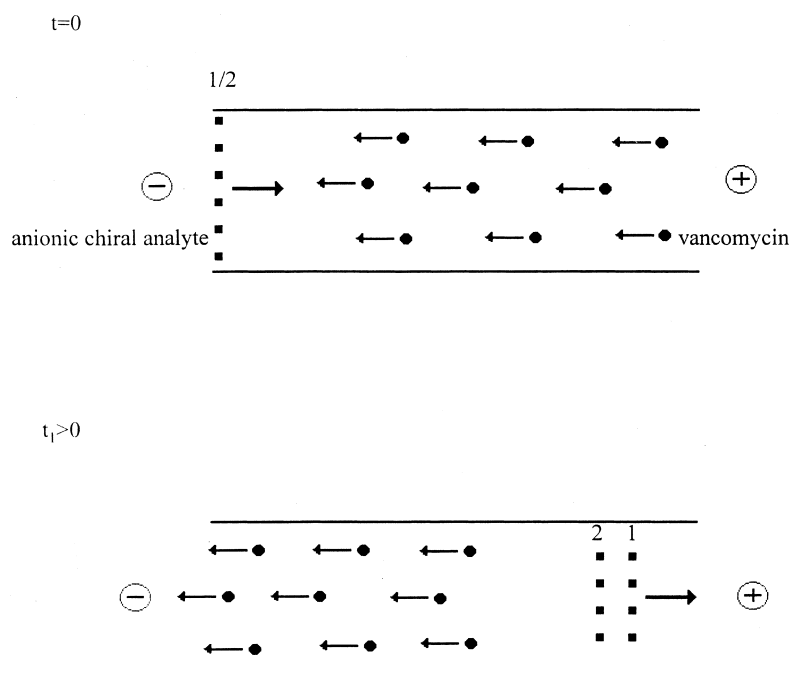 t=0
1/2
−
+
anionic chiral analyte
vancomycin
t₁>0
2 1
−
+